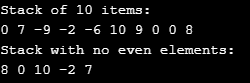 Stack of 10 items:
0 7 -9 -2 -6 10 9 0 0 8
Stack with no even elements:
8 0 10 -2 7